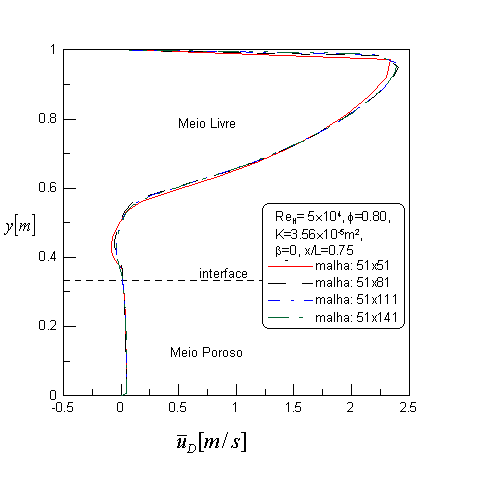 1
0.8
0.6
0.4
0.2
0
y[m]
Meio Livre
Re_H= 5×10⁴, ϕ=0.80,
K=3.56×10⁻⁵m²,
β=0, x/L=0.75
malha: 51x51
malha: 51x81
malha: 51x111
malha: 51x141
interface
Meio Poroso
-0.5 0 0.5 1 1.5 2 2.5
u̅_D[m/s]